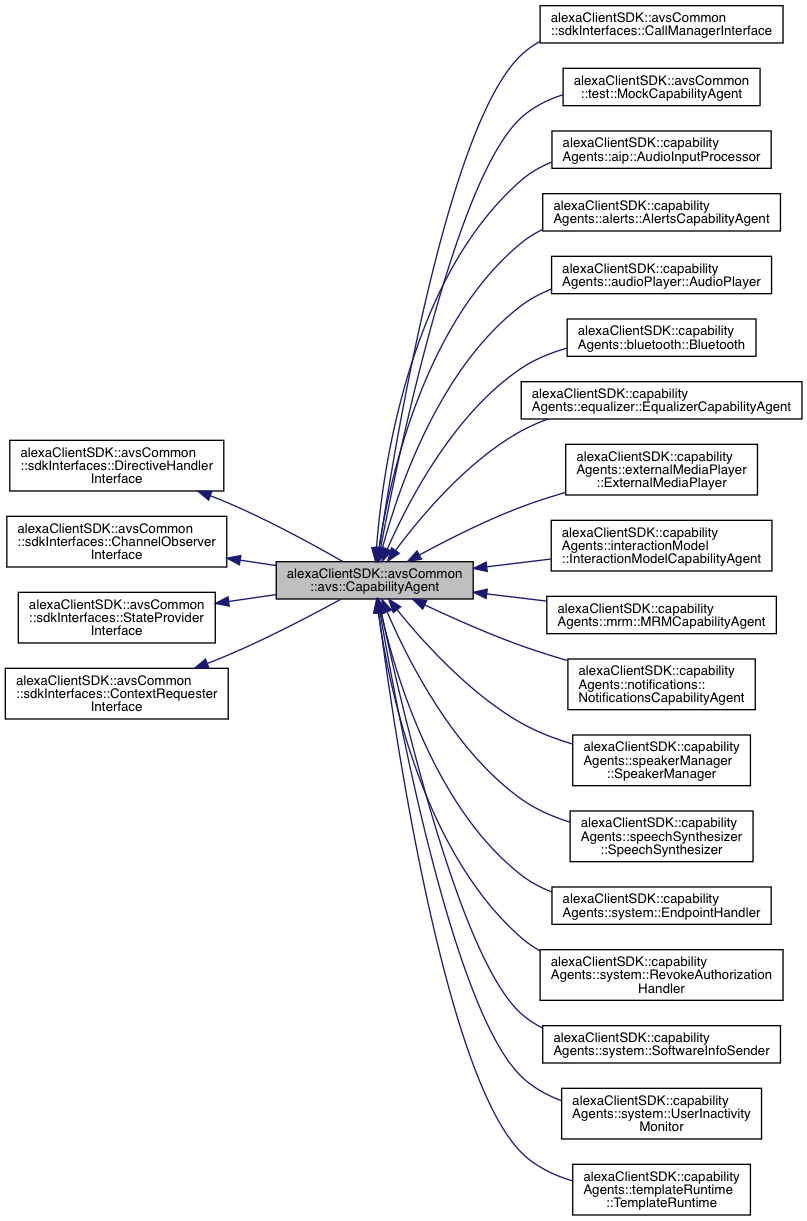 alexaClientSDK::avsCommon
::sdkInterfaces::CallManagerInterface
alexaClientSDK::avsCommon
::test::MockCapabilityAgent
alexaClientSDK::capability
Agents::aip::AudioInputProcessor
alexaClientSDK::capability
Agents::alerts::AlertsCapabilityAgent
alexaClientSDK::capability
Agents::audioPlayer::AudioPlayer
alexaClientSDK::capability
Agents::bluetooth::Bluetooth
alexaClientSDK::capability
Agents::equalizer::EqualizerCapabilityAgent
alexaClientSDK::capability
Agents::externalMediaPlayer
::ExternalMediaPlayer
alexaClientSDK::avsCommon
::sdkInterfaces::DirectiveHandler
Interface
alexaClientSDK::avsCommon
::sdkInterfaces::ChannelObserver
Interface
alexaClientSDK::avsCommon
::sdkInterfaces::StateProvider
Interface
alexaClientSDK::avsCommon
::sdkInterfaces::ContextRequester
Interface
alexaClientSDK::avsCommon
::avs::CapabilityAgent
alexaClientSDK::capability
Agents::interactionModel
::InteractionModelCapabilityAgent
alexaClientSDK::capability
Agents::mrm::MRMCapabilityAgent
alexaClientSDK::capability
Agents::notifications::
NotificationsCapabilityAgent
alexaClientSDK::capability
Agents::speakerManager
::SpeakerManager
alexaClientSDK::capability
Agents::speechSynthesizer
::SpeechSynthesizer
alexaClientSDK::capability
Agents::system::EndpointHandler
alexaClientSDK::capability
Agents::system::RevokeAuthorization
Handler
alexaClientSDK::capability
Agents::system::SoftwareInfoSender
alexaClientSDK::capability
Agents::system::UserInactivity
Monitor
alexaClientSDK::capability
Agents::templateRuntime
::TemplateRuntime